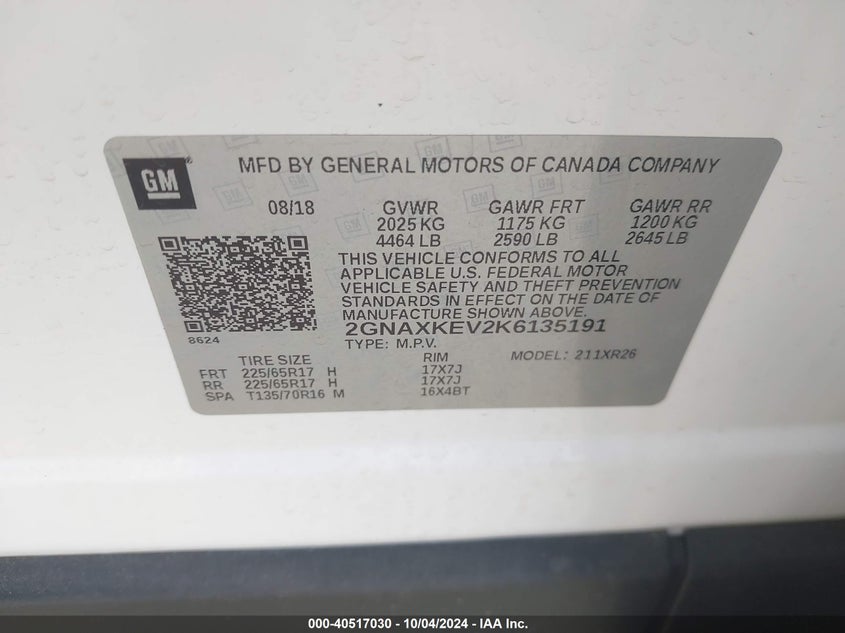 GM
MFD BY GENERAL MOTORS OF CANADA COMPANY
08/18 GVWR GAWR FRT GAWR RR
2025 KG 1175 KG 1200 KG
4464 LB 2590 LB 2645 LB
THIS VEHICLE CONFORMS TO ALL
APPLICABLE U.S. FEDERAL MOTOR
VEHICLE SAFETY AND THEFT PREVENTION
STANDARDS IN EFFECT ON THE DATE OF
MANUFACTURE SHOWN ABOVE.
8624
2GNAXKEV2K6135191
TYPE: M.P.V. MODEL: 211XR26
TIRE SIZE RIM
FRT 225/65R17 H 17X7J
RR 225/65R17 H 17X7J
SPA T135/70R16 M 16X4BT
000-40517030 - 10/04/2024 - IAA Inc.